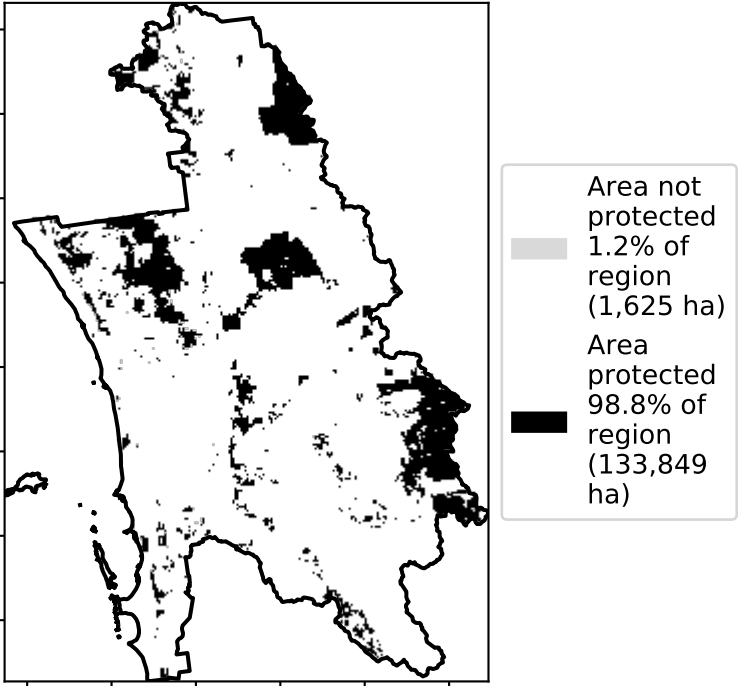 Area not
protected
1.2% of
region
(1,625 ha)
Area
protected
98.8% of
region
(133,849
ha)